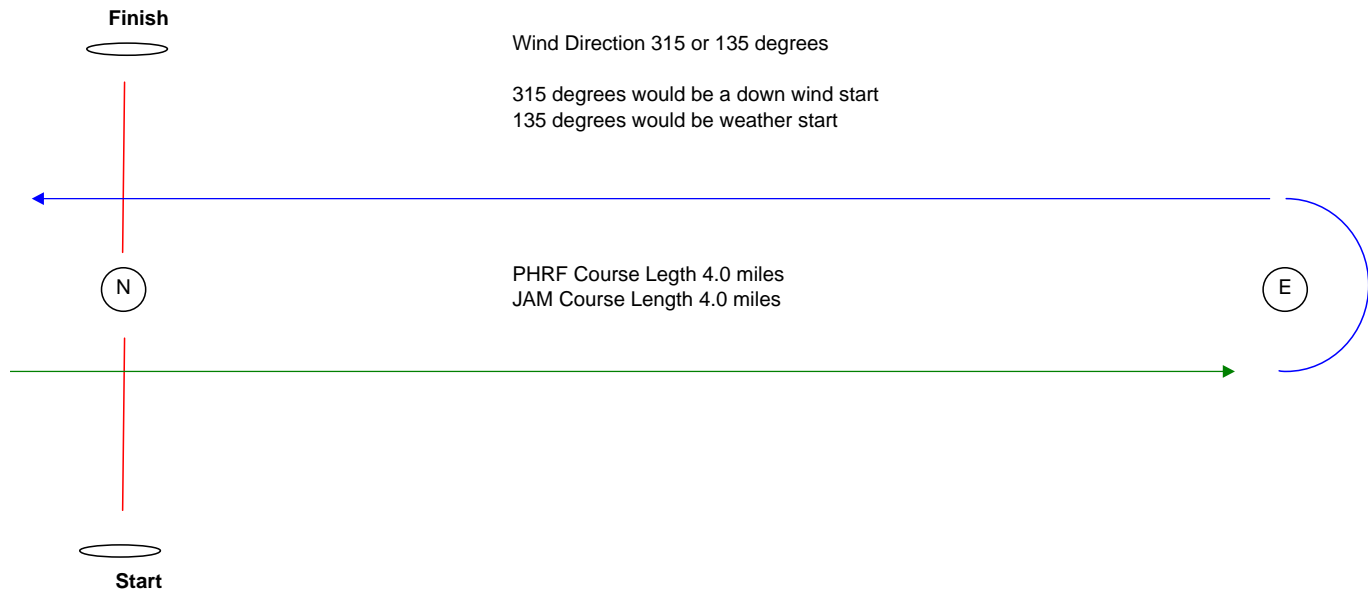 Finish
Wind Direction 315 or 135 degrees
315 degrees would be a down wind start
135 degrees would be weather start
N
PHRF Course Legth 4.0 miles
JAM Course Length 4.0 miles
E
Start